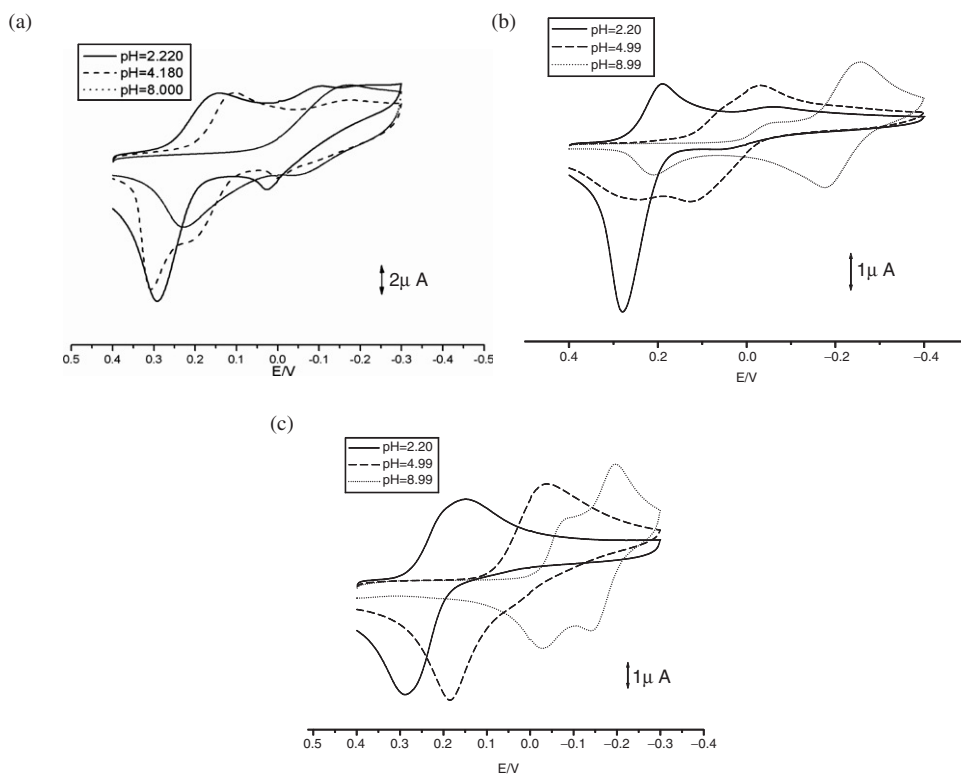 (a)
pH=2.220
pH=4.180
pH=8.000
2μ A
0.5 0.4 0.3 0.2 0.1 0.0 -0.1 -0.2 -0.3 -0.4 -0.5
E/V
(b)
pH=2.20
pH=4.99
pH=8.99
1μ A
0.4 0.2 0.0 −0.2 −0.4
E/V
(c)
pH=2.20
pH=4.99
pH=8.99
1μ A
0.5 0.4 0.3 0.2 0.1 0.0 −0.1 −0.2 −0.3 −0.4
E/V